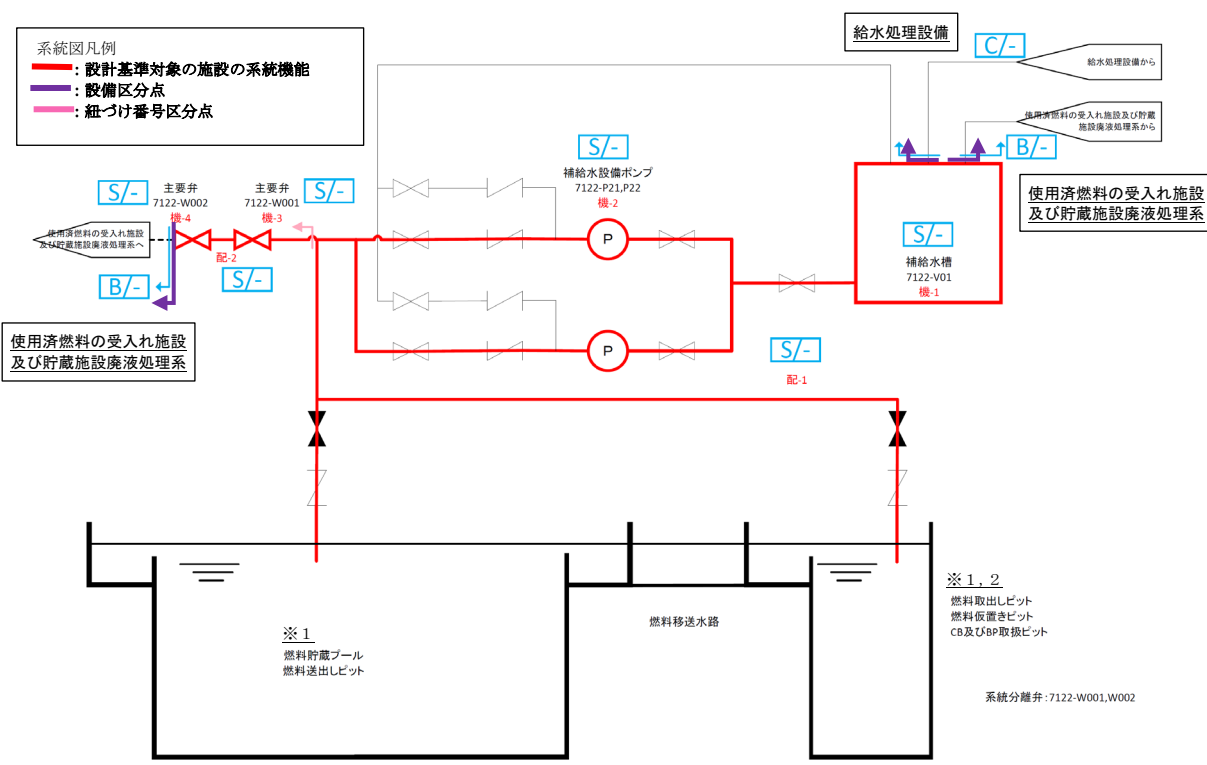 系統図凡例
：設計基準対象の施設の系統機能
：設備区分点
：紐づけ番号区分点
給水処理設備
C/-
給水処理設備から
使用済燃料の受入れ施設及び貯蔵
施設廃液処理系から
B/-
使用済燃料の受入れ施設
及び貯蔵施設廃液処理系
S/-
補給水設備ポンプ
7122-P21,P22
機-2
S/-
主要弁
7122-W002
機-4
主要弁
7122-W001
機-3
S/-
使用済燃料の受入れ施設
及び貯蔵施設廃液処理系へ
配-2
S/-
B/-
使用済燃料の受入れ施設
及び貯蔵施設廃液処理系
P
P
S/-
補給水槽
7122-V01
機-1
S/-
配-1
※1
燃料貯蔵プール
燃料送出しピット
燃料移送水路
※1, 2
燃料取出しピット
燃料仮置きピット
CB及びBP取扱ピット
系統分離弁:7122-W001,W002